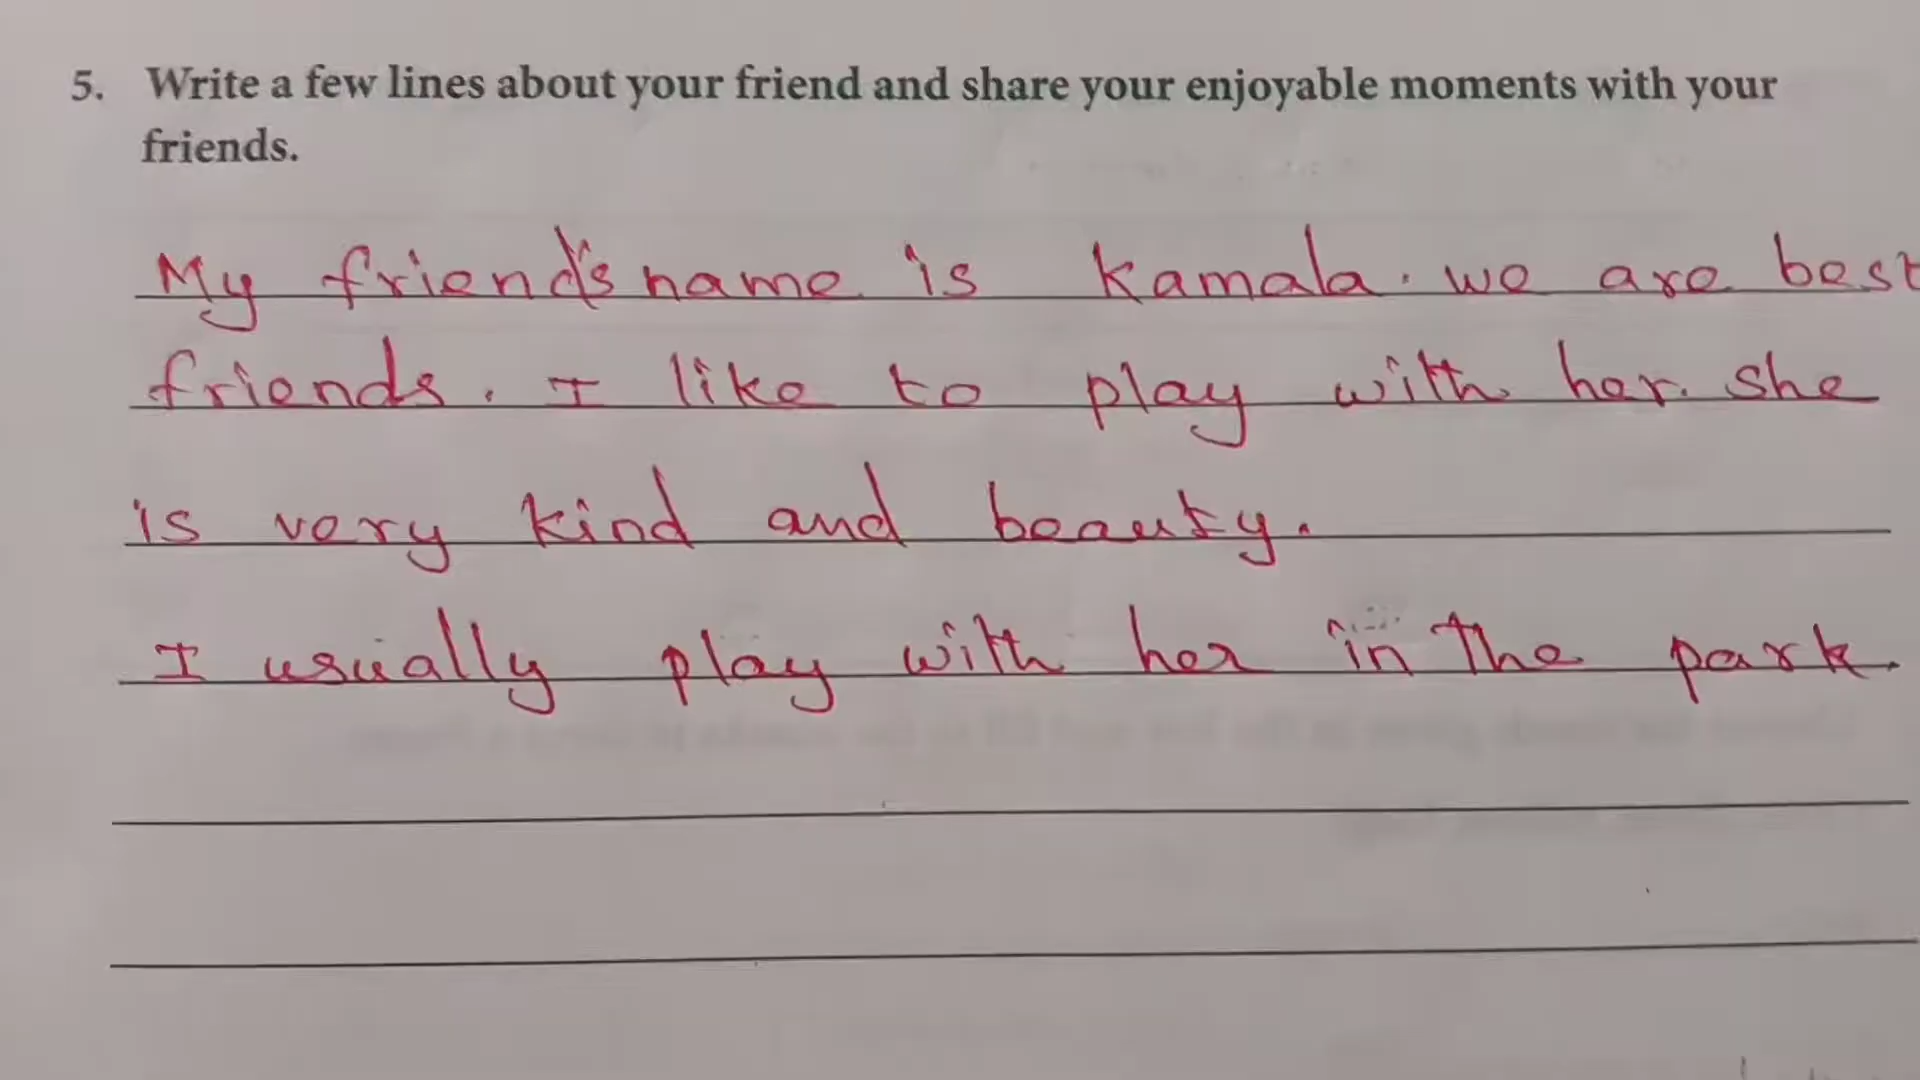 5. Write a few lines about your friend and share your enjoyable moments with your
friends.
My friend's name is Kamala. we are best
friends. I like to play with her. she
is very kind and beauty.
I usually play with her in the park.